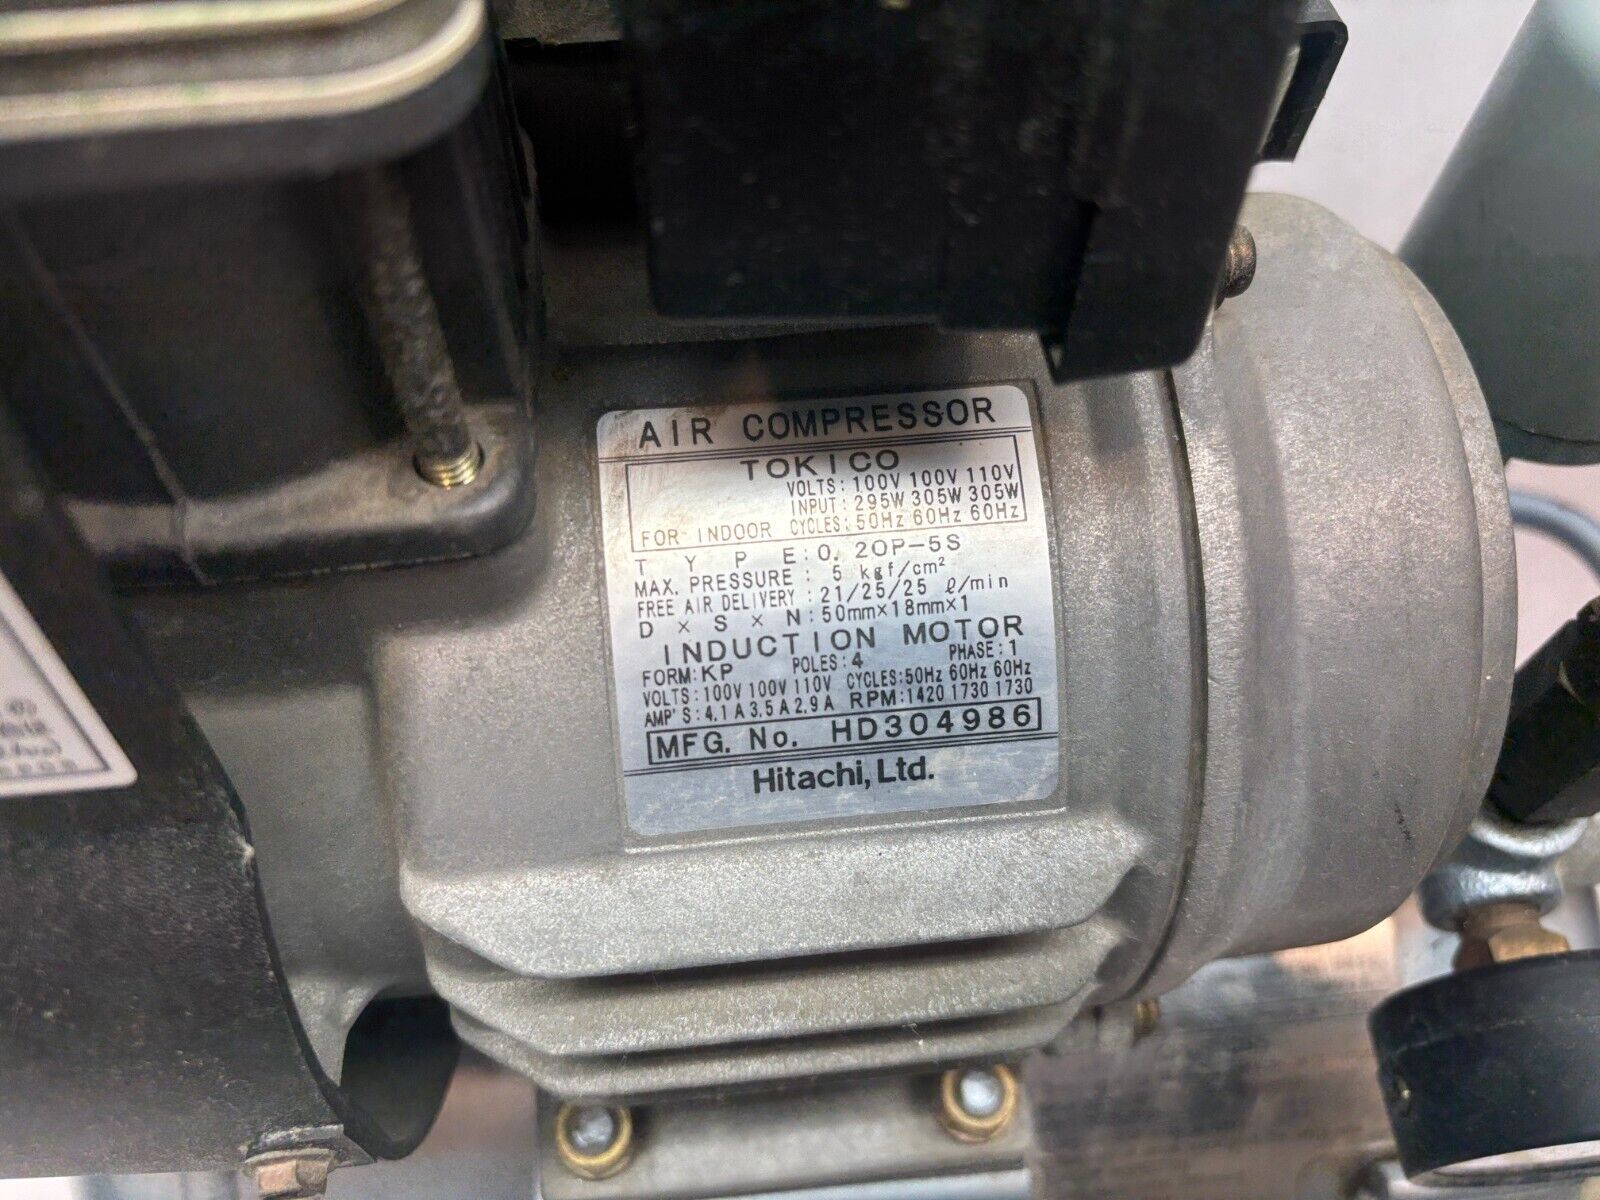 AIR COMPRESSOR
TOKICO
VOLTS: 100V 100V 110V
INPUT: 295W 305W 305W
FOR INDOOR CYCLES: 50Hz 60Hz 60Hz
TYPE: 0.2OP-5S
MAX. PRESSURE: 5 kgf/cm²
FREE AIR DELIVERY: 21/25/25 ℓ/min
D × S × N: 50mm×18mm×1
INDUCTION MOTOR
FORM: KP POLES: 4 PHASE: 1
VOLTS: 100V 100V 110V CYCLES: 50Hz 60Hz 60Hz
AMP'S: 4.1A 3.5A 2.9A RPM: 1420 1730 1730
MFG. No. HD304986
Hitachi, Ltd.